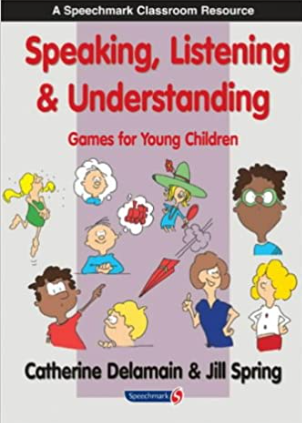 A Speechmark Classroom Resource
Speaking, Listening
& Understanding
Games for Young Children
Catherine Delamain & Jill Spring
Speechmark